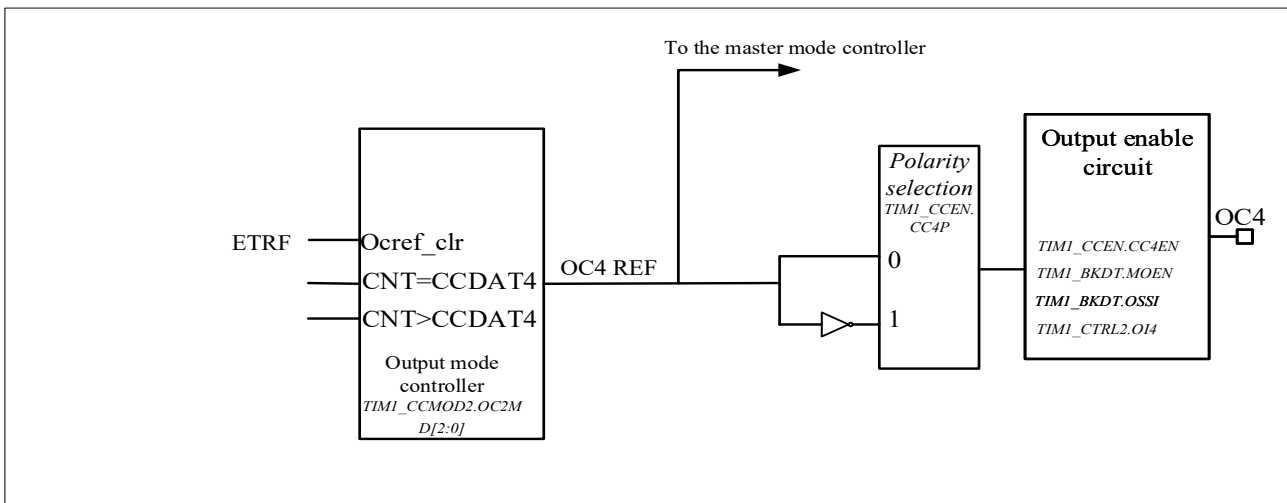 To the master mode controller
ETRF
Ocref_clr
CNT=CCDAT4
CNT>CCDAT4
Output mode
controller
TIM1_CCMOD2.OC2M
D[2:0]
OC4 REF
Polarity
selection
TIM1_CCEN.
CC4P
0
1
Output enable
circuit
TIM1_CCEN.CC4EN
TIM1_BKDT.MOEN
TIM1_BKDT.OSSI
TIM1_CTRL2.OI4
OC4